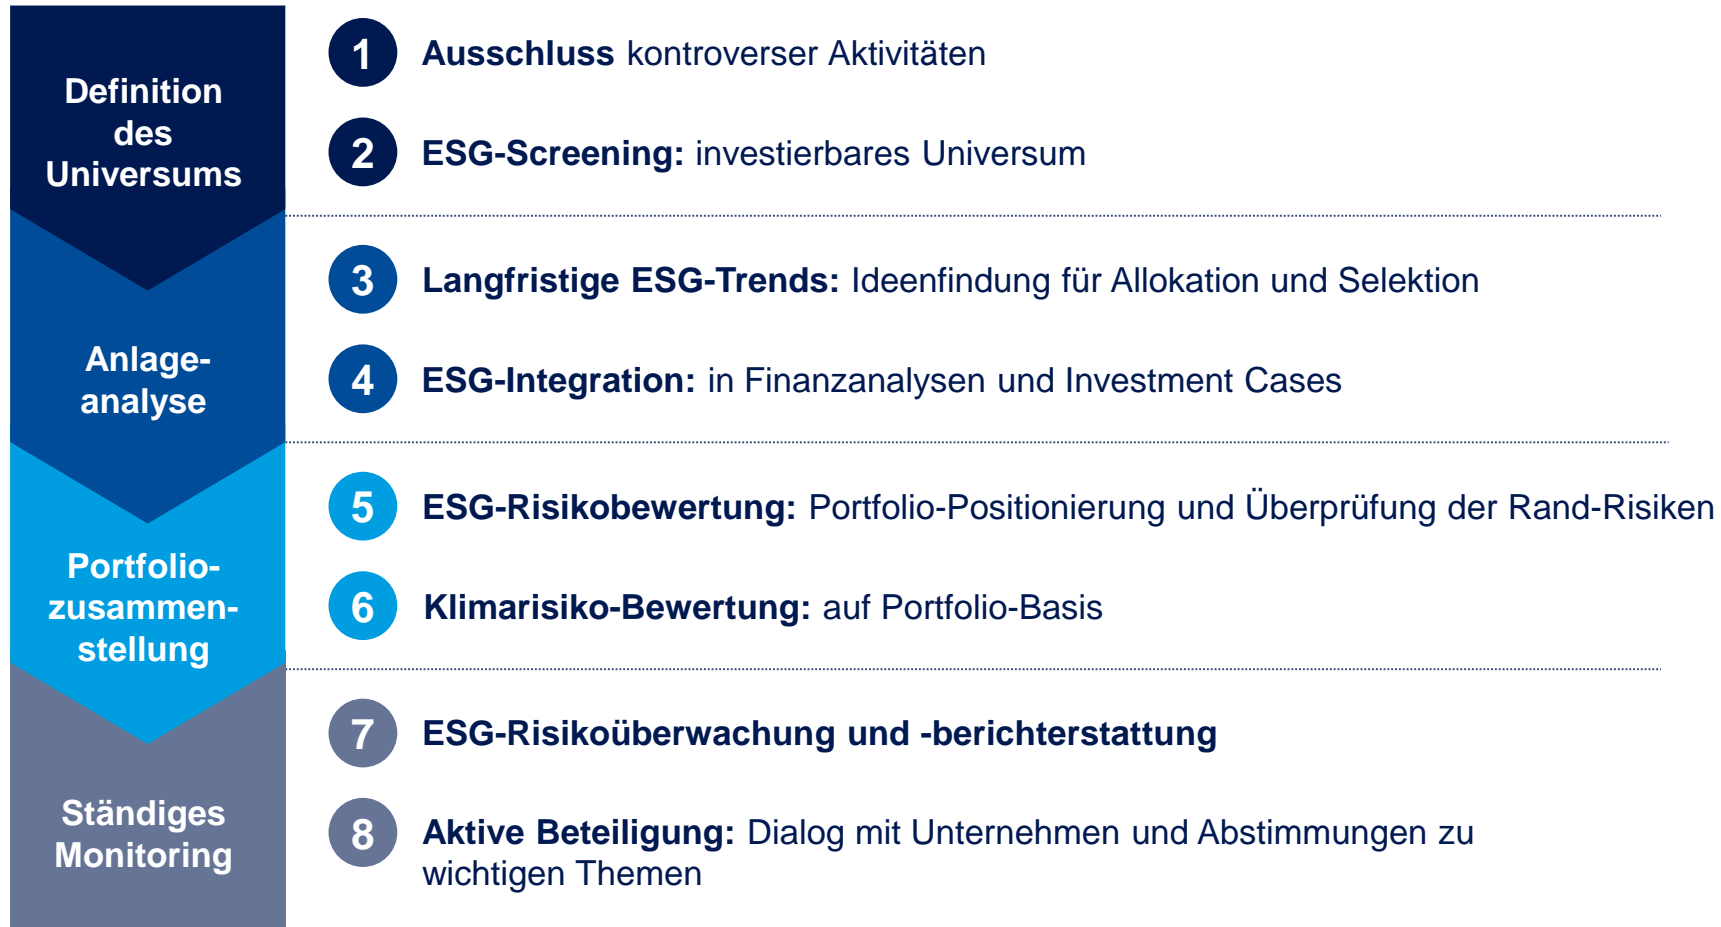 Definition
des
Universums
1 Ausschluss kontroverser Aktivitäten
2 ESG-Screening: investierbares Universum
Anlage-
analyse
3 Langfristige ESG-Trends: Ideenfindung für Allokation und Selektion
4 ESG-Integration: in Finanzanalysen und Investment Cases
Portfolio-
zusammen-
stellung
5 ESG-Risikobewertung: Portfolio-Positionierung und Überprüfung der Rand-Risiken
6 Klimarisiko-Bewertung: auf Portfolio-Basis
Ständiges
Monitoring
7 ESG-Risikoüberwachung und -berichterstattung
8 Aktive Beteiligung: Dialog mit Unternehmen und Abstimmungen zu
wichtigen Themen